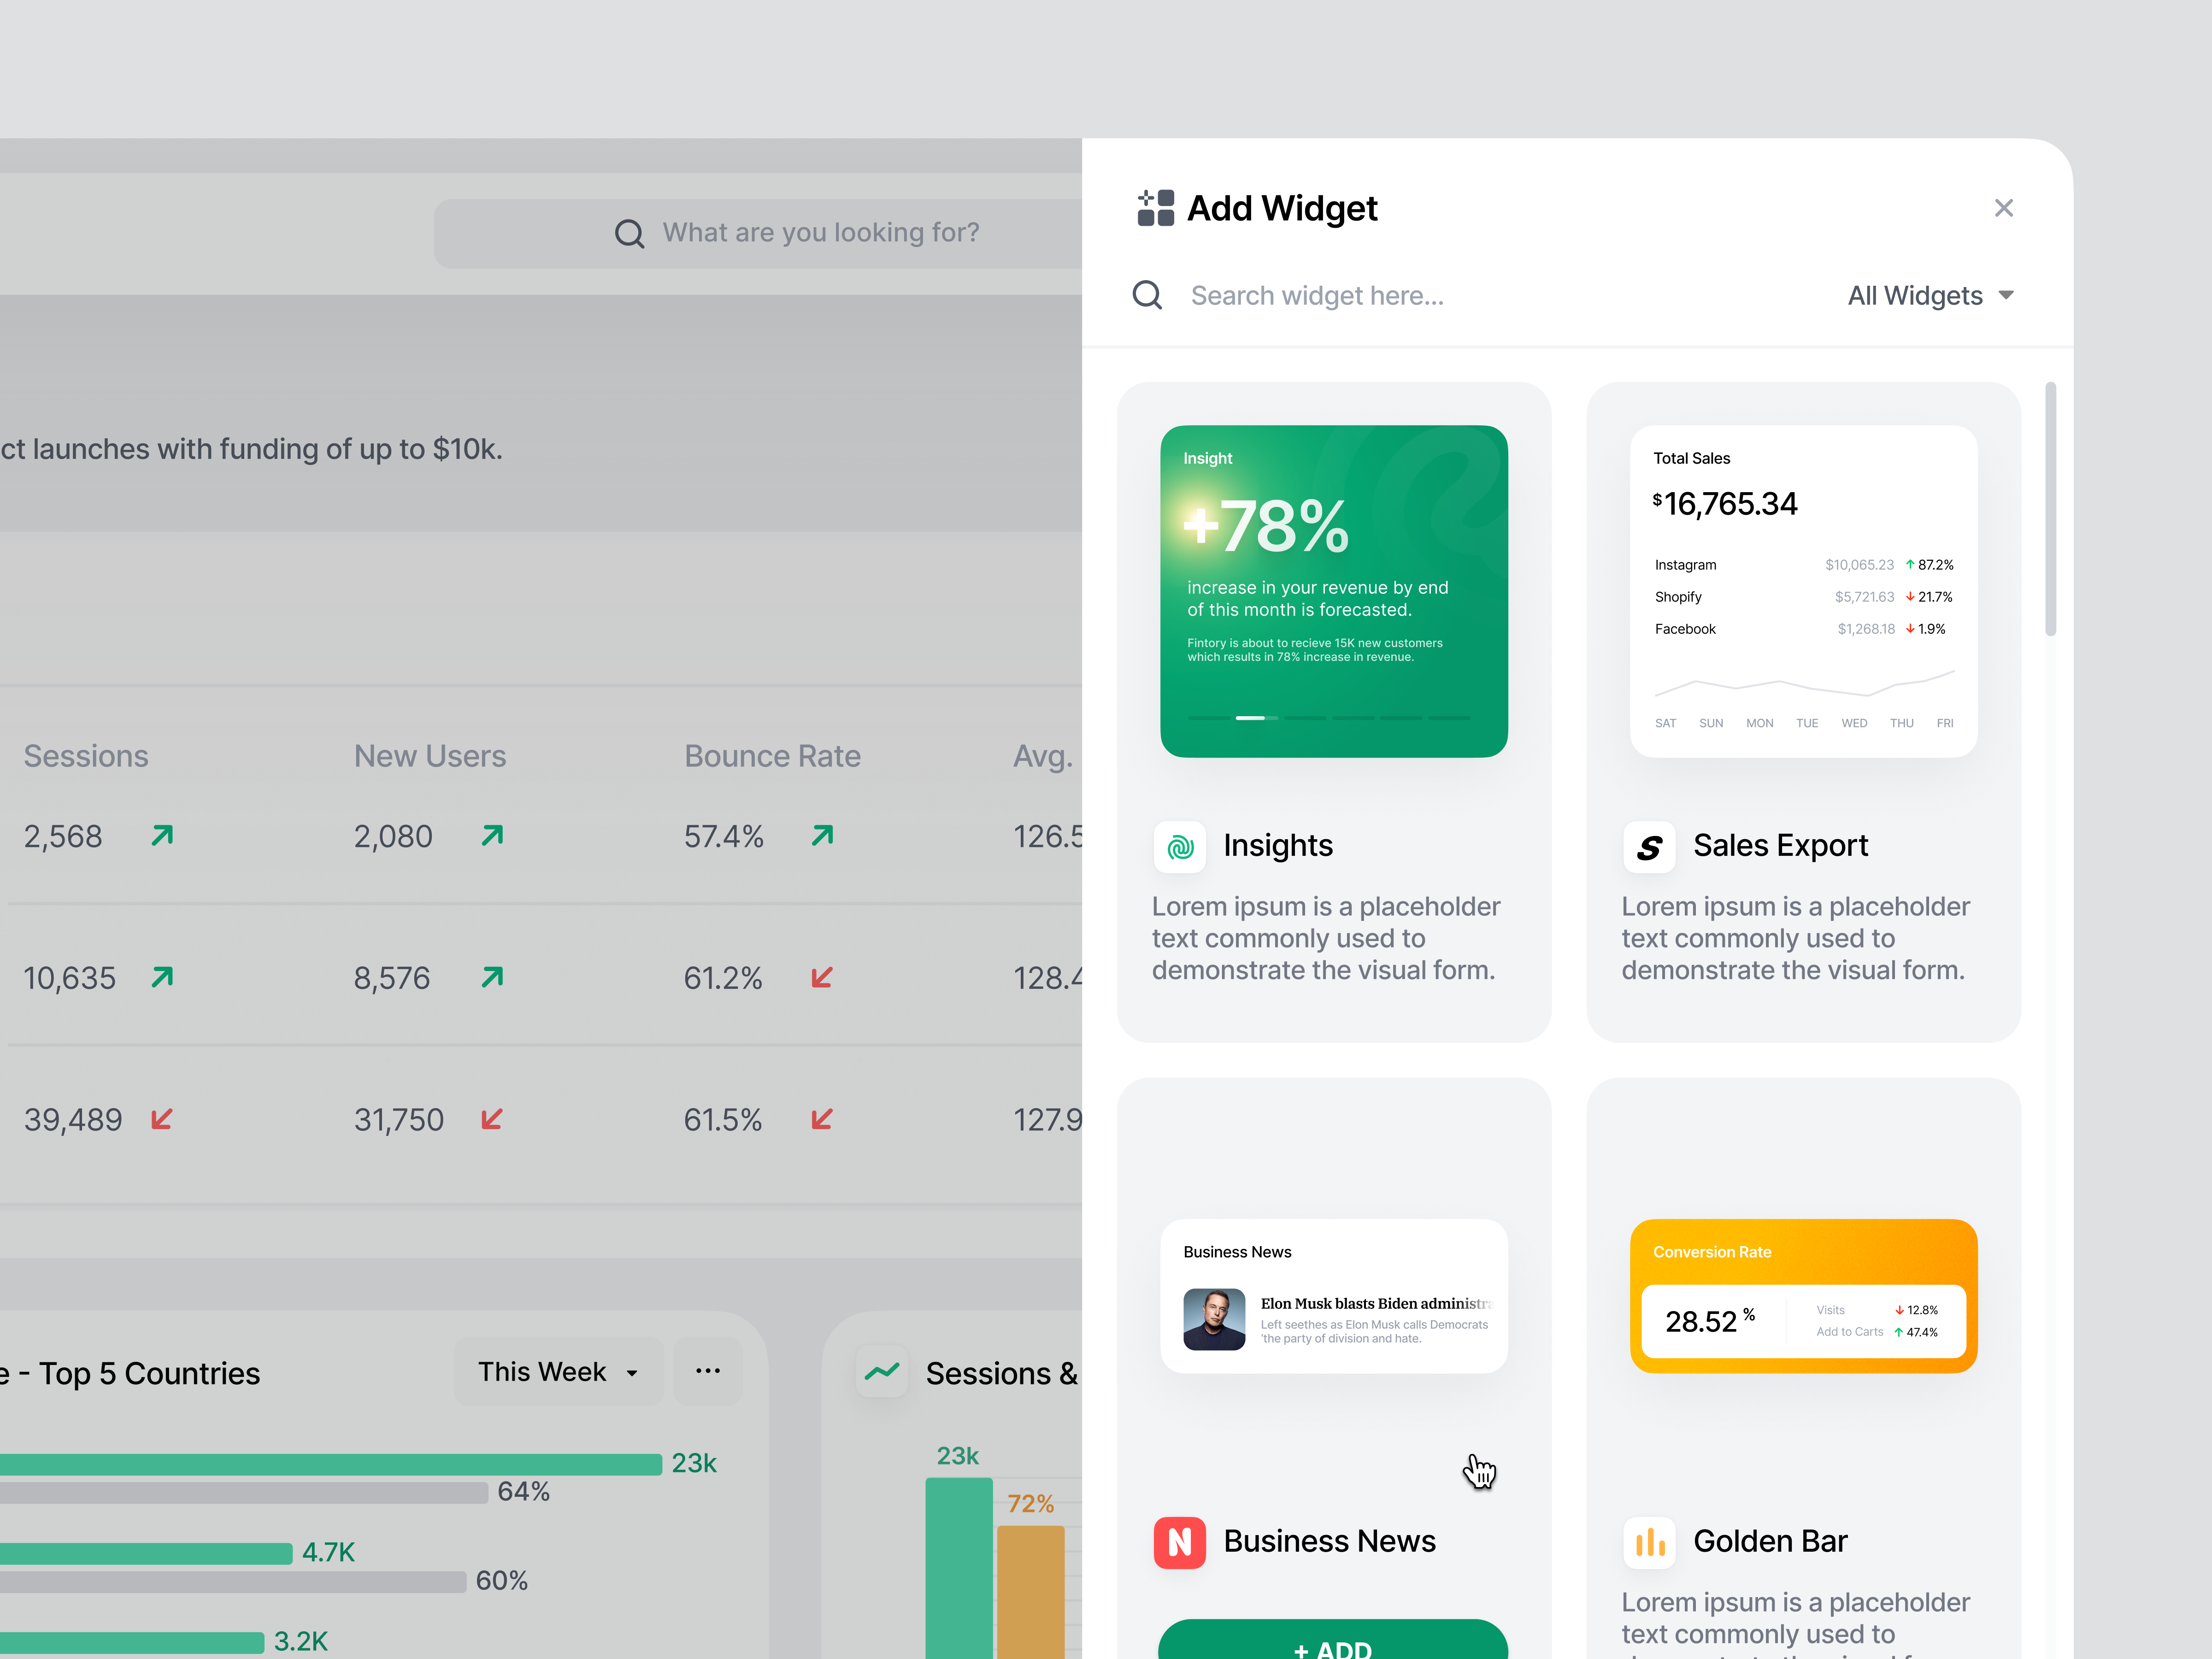 What are you looking for?
ct launches with funding of up to $10k.
Sessions New Users Bounce Rate Avg.
2,568 2,080 57.4% 126.5
10,635 8,576 61.2% 128.4
39,489 31,750 61.5% 127.9
e - Top 5 Countries
This Week
23k
64%
4.7K
60%
3.2K
Sessions &
23k
72%
Add Widget
Search widget here...
All Widgets
Insight
+78%
increase in your revenue by end
of this month is forecasted.
Fintory is about to recieve 15K new customers
which results in 78% increase in revenue.
Insights
Lorem ipsum is a placeholder
text commonly used to
demonstrate the visual form.
Total Sales
$16,765.34
Instagram $10,065.23 87.2%
Shopify $5,721.63 21.7%
Facebook $1,268.18 1.9%
SAT SUN MON TUE WED THU FRI
S
Sales Export
Lorem ipsum is a placeholder
text commonly used to
demonstrate the visual form.
Business News
Elon Musk blasts Biden administra
Left seethes as Elon Musk calls Democrats
'the party of division and hate.
N
Business News
+ ADD
Conversion Rate
28.52 %
Visits 12.8%
Add to Carts 47.4%
Golden Bar
Lorem ipsum is a placeholder
text commonly used to